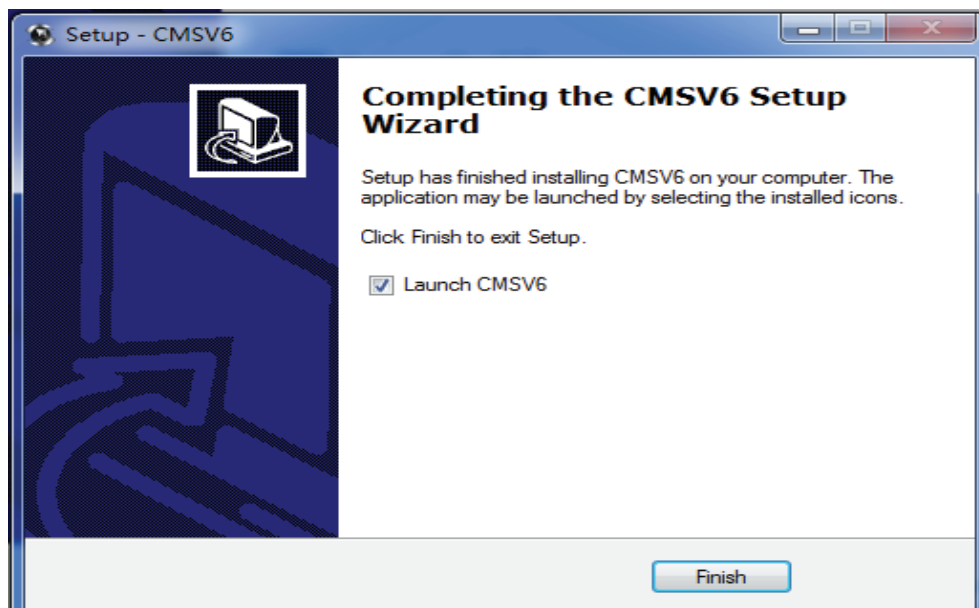 Setup - CMSV6
Completing the CMSV6 Setup
Wizard
Setup has finished installing CMSV6 on your computer. The
application may be launched by selecting the installed icons.
Click Finish to exit Setup.
Launch CMSV6
Finish